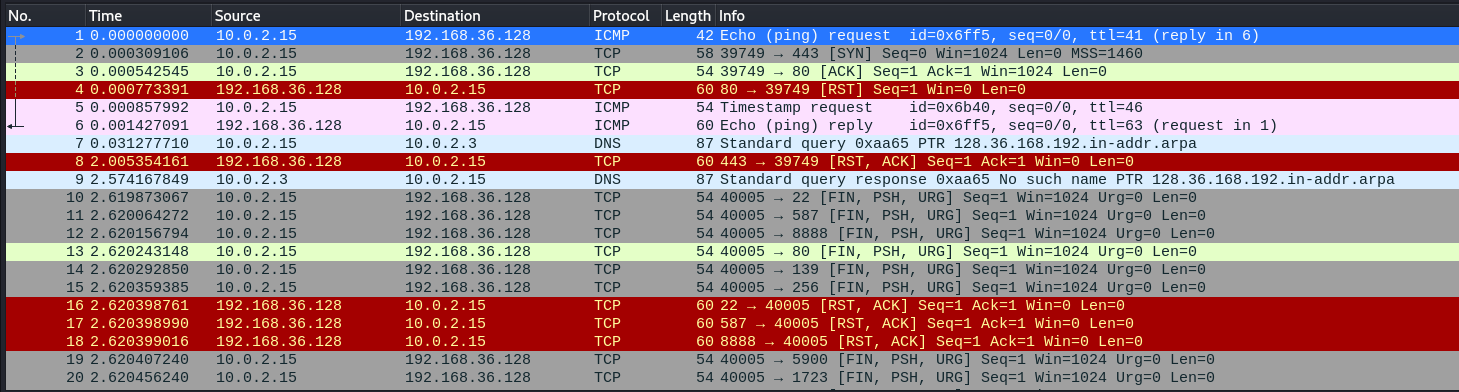 No. Time Source Destination Protocol Length Info
1 0.000000000 10.0.2.15 192.168.36.128 ICMP 42 Echo (ping) request id=0x6ff5, seq=0/0, ttl=41 (reply in 6)
2 0.000309106 10.0.2.15 192.168.36.128 TCP 58 39749 → 443 [SYN] Seq=0 Win=1024 Len=0 MSS=1460
3 0.000542545 10.0.2.15 192.168.36.128 TCP 54 39749 → 80 [ACK] Seq=1 Ack=1 Win=1024 Len=0
4 0.000773391 192.168.36.128 10.0.2.15 TCP 60 80 → 39749 [RST] Seq=1 Win=0 Len=0
5 0.000857992 10.0.2.15 192.168.36.128 ICMP 54 Timestamp request id=0x6b40, seq=0/0, ttl=46
6 0.001427091 192.168.36.128 10.0.2.15 ICMP 60 Echo (ping) reply id=0x6ff5, seq=0/0, ttl=63 (request in 1)
7 0.031277710 10.0.2.15 10.0.2.3 DNS 87 Standard query 0xaa65 PTR 128.36.168.192.in-addr.arpa
8 2.005354161 192.168.36.128 10.0.2.15 TCP 60 443 → 39749 [RST, ACK] Seq=1 Ack=1 Win=0 Len=0
9 2.574167849 10.0.2.3 10.0.2.15 DNS 87 Standard query response 0xaa65 No such name PTR 128.36.168.192.in-addr.arpa
10 2.619873067 10.0.2.15 192.168.36.128 TCP 54 40005 → 22 [FIN, PSH, URG] Seq=1 Win=1024 Urg=0 Len=0
11 2.620064272 10.0.2.15 192.168.36.128 TCP 54 40005 → 587 [FIN, PSH, URG] Seq=1 Win=1024 Urg=0 Len=0
12 2.620156794 10.0.2.15 192.168.36.128 TCP 54 40005 → 8888 [FIN, PSH, URG] Seq=1 Win=1024 Urg=0 Len=0
13 2.620243148 10.0.2.15 192.168.36.128 TCP 54 40005 → 80 [FIN, PSH, URG] Seq=1 Win=1024 Urg=0 Len=0
14 2.620292850 10.0.2.15 192.168.36.128 TCP 54 40005 → 139 [FIN, PSH, URG] Seq=1 Win=1024 Urg=0 Len=0
15 2.620359385 10.0.2.15 192.168.36.128 TCP 54 40005 → 256 [FIN, PSH, URG] Seq=1 Win=1024 Urg=0 Len=0
16 2.620398761 192.168.36.128 10.0.2.15 TCP 60 22 → 40005 [RST, ACK] Seq=1 Ack=1 Win=0 Len=0
17 2.620398990 192.168.36.128 10.0.2.15 TCP 60 587 → 40005 [RST, ACK] Seq=1 Ack=1 Win=0 Len=0
18 2.620399016 192.168.36.128 10.0.2.15 TCP 60 8888 → 40005 [RST, ACK] Seq=1 Ack=1 Win=0 Len=0
19 2.620407240 10.0.2.15 192.168.36.128 TCP 54 40005 → 5900 [FIN, PSH, URG] Seq=1 Win=1024 Urg=0 Len=0
20 2.620456240 10.0.2.15 192.168.36.128 TCP 54 40005 → 1723 [FIN, PSH, URG] Seq=1 Win=1024 Urg=0 Len=0